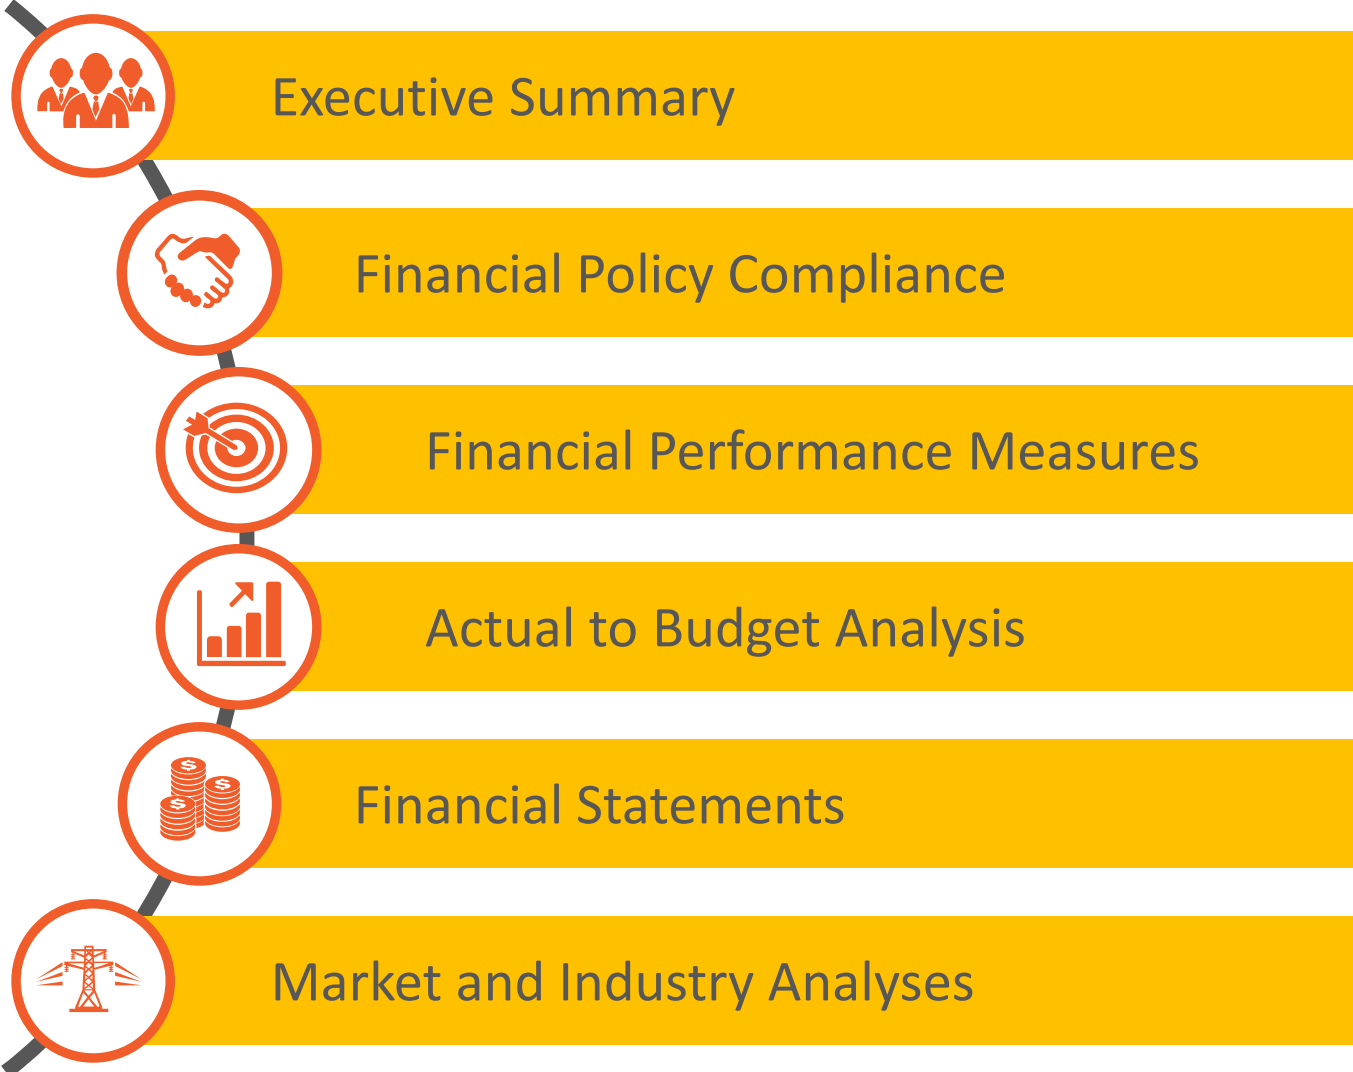 Executive Summary
Financial Policy Compliance
Financial Performance Measures
Actual to Budget Analysis
$
$
$
Financial Statements
Market and Industry Analyses